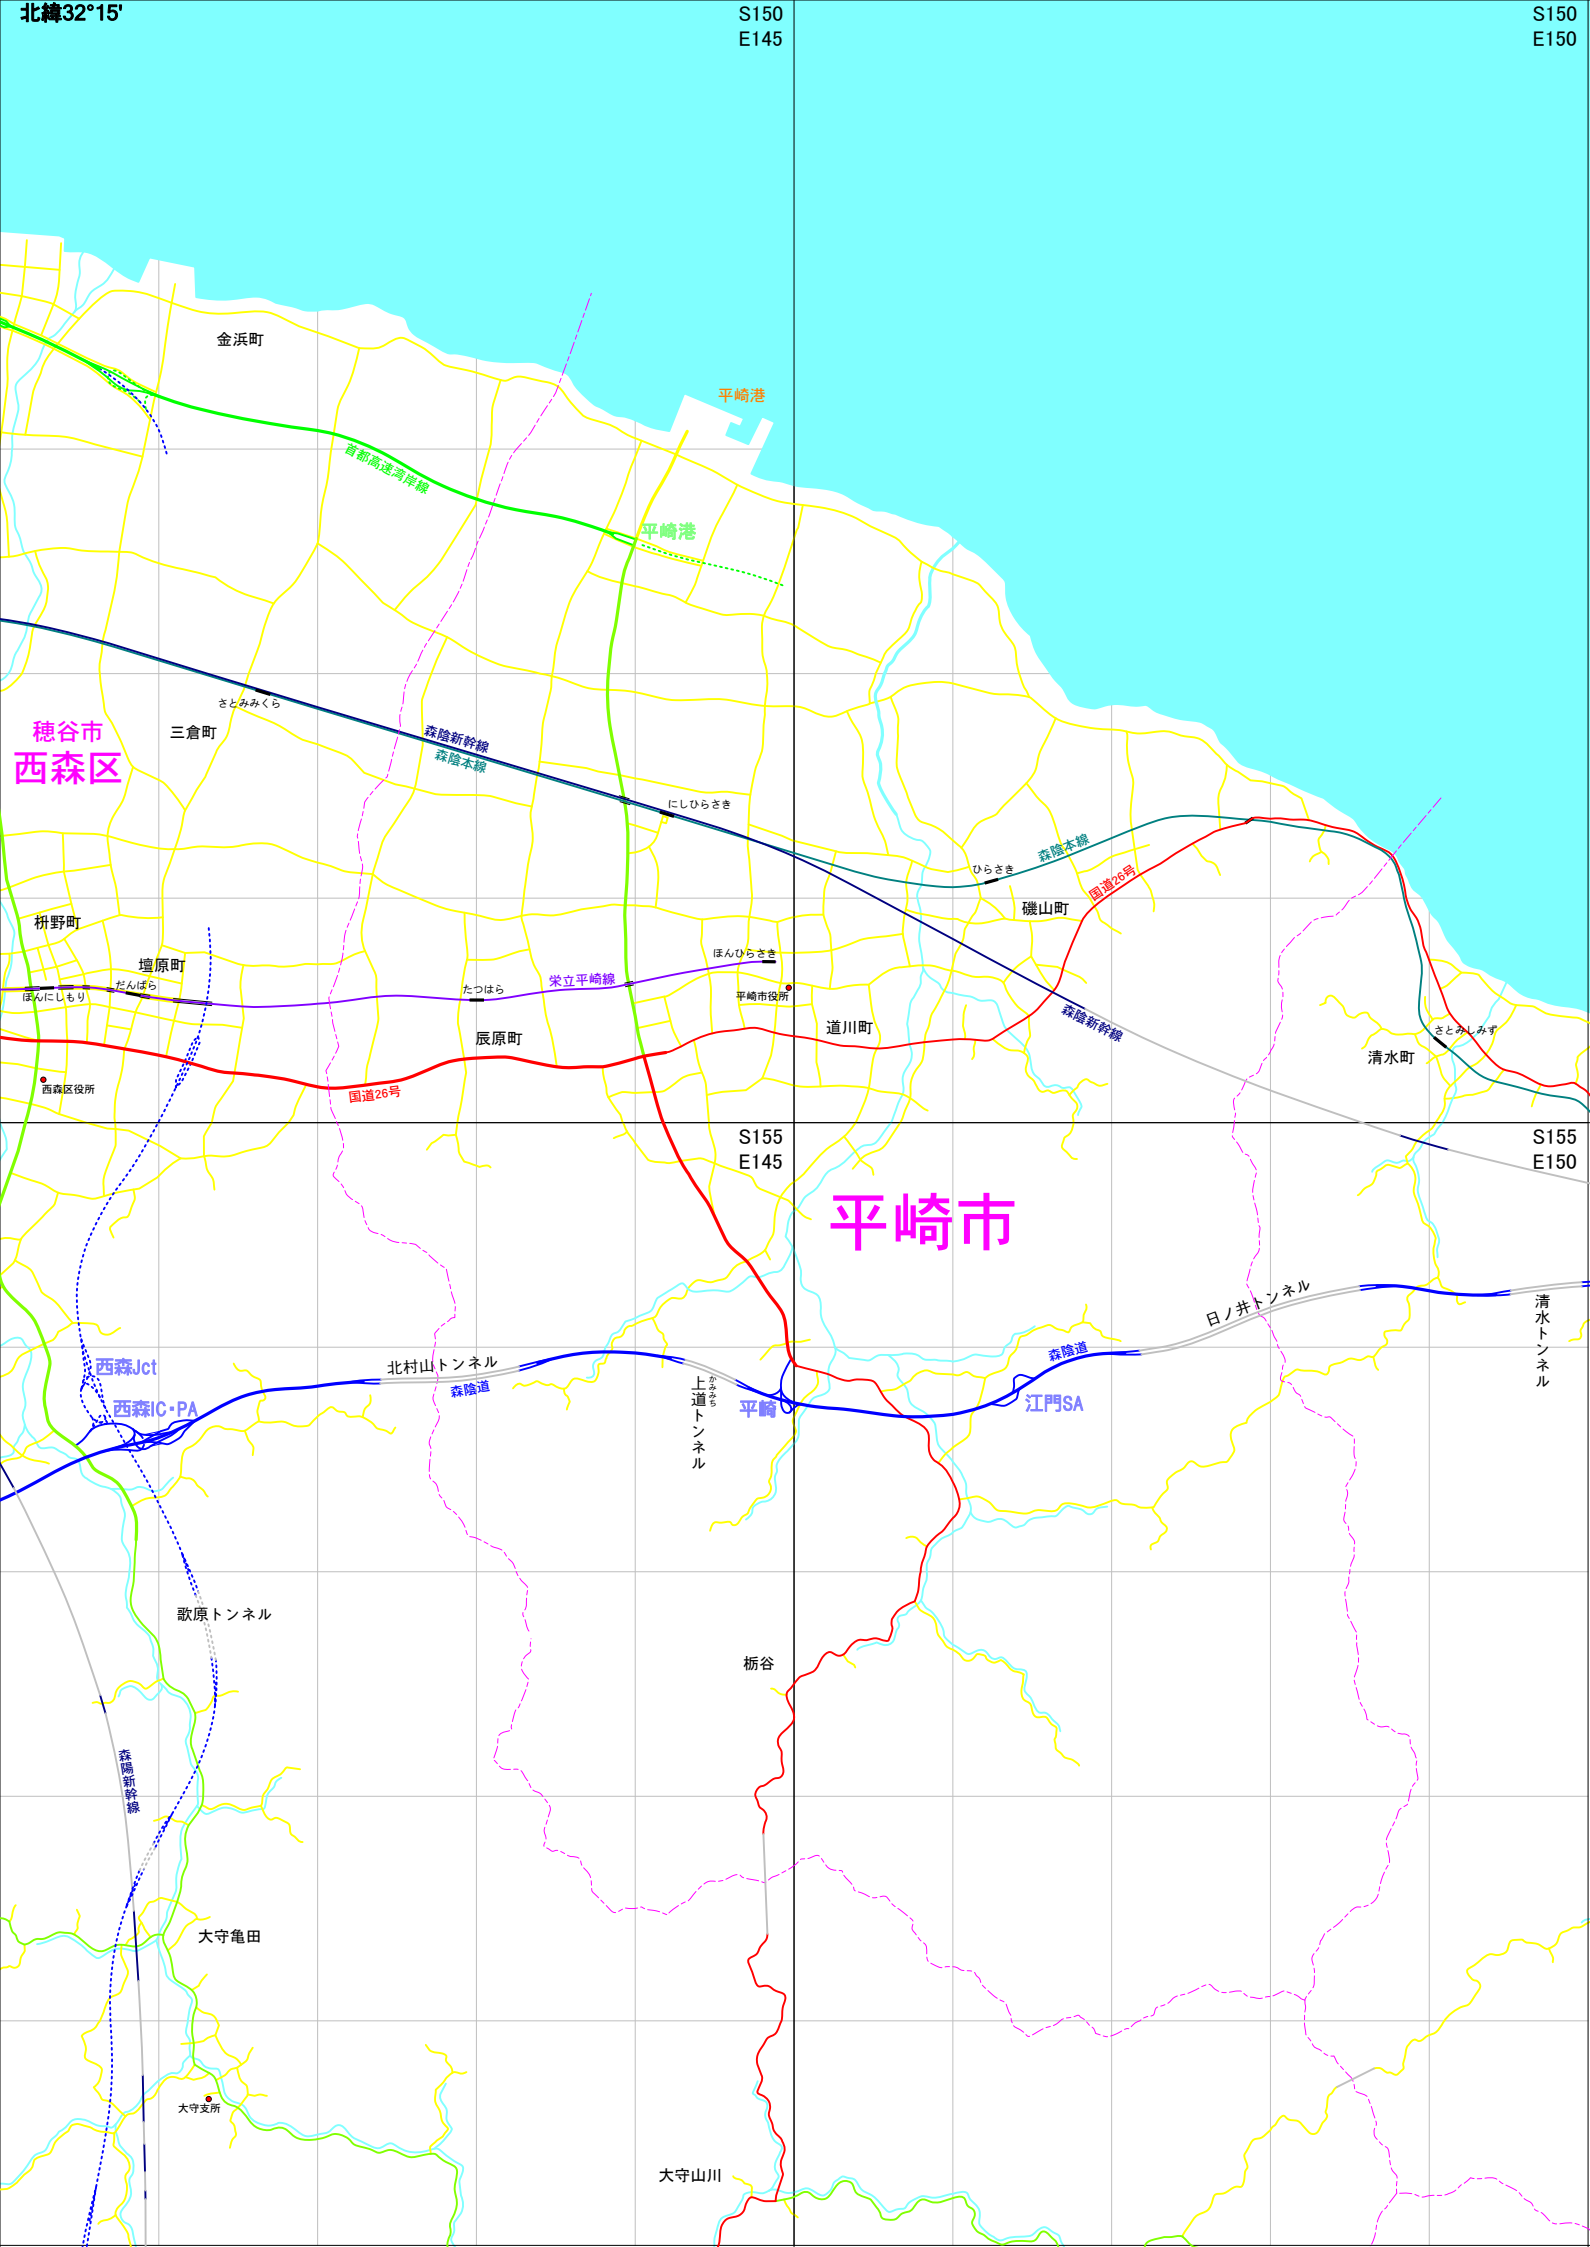 北緯32°15'
S150
E145
S150
E150
金浜町
平崎港
首都高速湾岸線
平崎港
さとみみくら
三倉町
穂谷市
西森区
森陰新幹線
森陰本線
にしひらさき
森陰本線
ひらさき
国道26号
磯山町
枡野町
壇原町
だんばら
ほんにしもり
ほんひらさき
栄立平崎線
たつはら
平崎市役所
辰原町
道川町
森陰新幹線
さとみしみず
清水町
西森区役所
国道26号
S155
E145
S155
E150
平崎市
日ノ井トンネル
清水トンネル
西森Jct
北村山トンネル
森陰道
森陰道
上道トンネル
かみみち
平崎
江門SA
西森IC・PA
歌原トンネル
栃谷
森陽新幹線
大守亀田
大守支所
大守山川